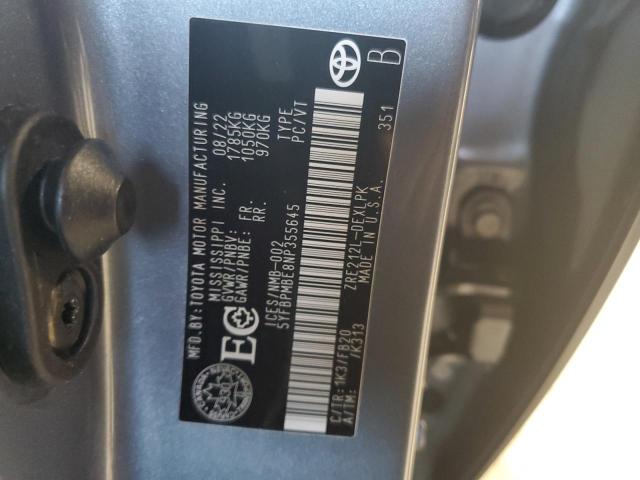 MFD.BY:TOYOTA MOTOR MANUFACTURING
MISSISSIPPI INC. 08/22
GVWR/PNBV: 1785KG
GAWR/PNBE: FR. 1050KG
RR. 970KG
EC
ICES/NMB-002 TYPE
5YFBPMBE8NP355645 PC/VT
ZRE212L-DEXLPK
MADE IN U.S.A.
C/TR:1K3/FB20
A/TM: /K313
351
B